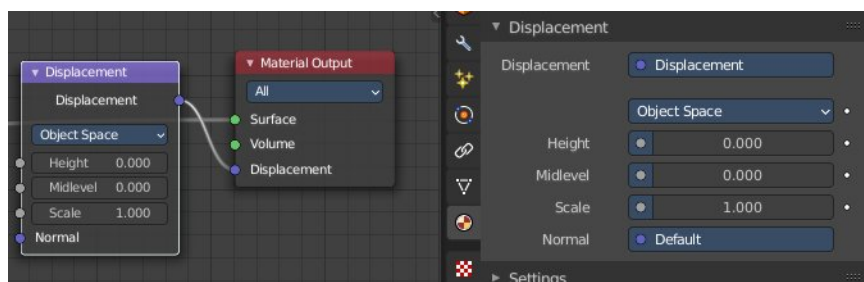 Displacement
Displacement
Object Space
Height 0.000
Midlevel 0.000
Scale 1.000
Normal
Material Output
All
Surface
Volume
Displacement
Displacement
Displacement Displacement
Object Space
Height 0.000
Midlevel 0.000
Scale 1.000
Normal Default
Settings